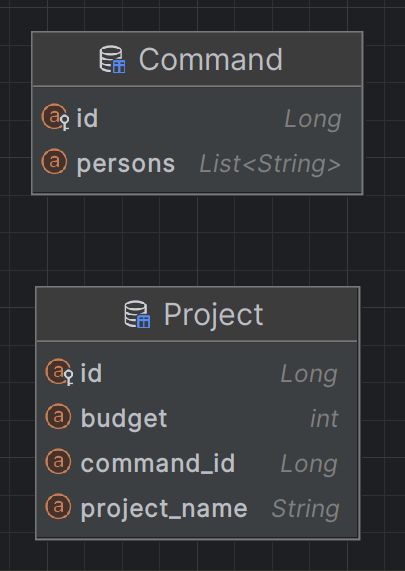 Command
id Long
persons List<String>
Project
id Long
budget int
command_id Long
project_name String